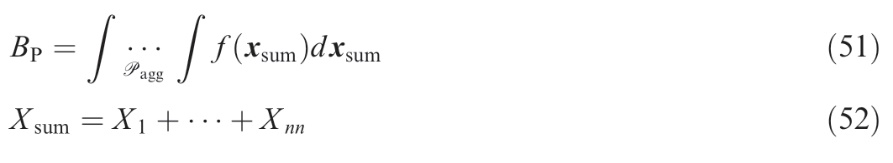 B_P = ∫ ⋯_{𝒫_agg} ∫ f(𝒙_sum)d𝒙_sum (51)
X_sum = X_1 + ⋯ + X_nn (52)